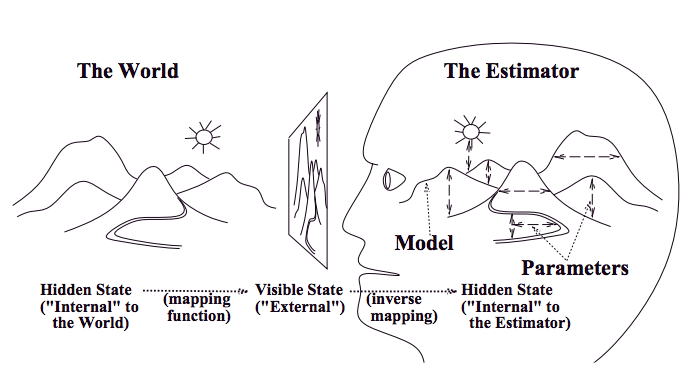 The World
The Estimator
Model
Parameters
Hidden State
("Internal" to
the World)
(mapping
function)
Visible State
("External")
(inverse
mapping)
Hidden State
("Internal" to
the Estimator)